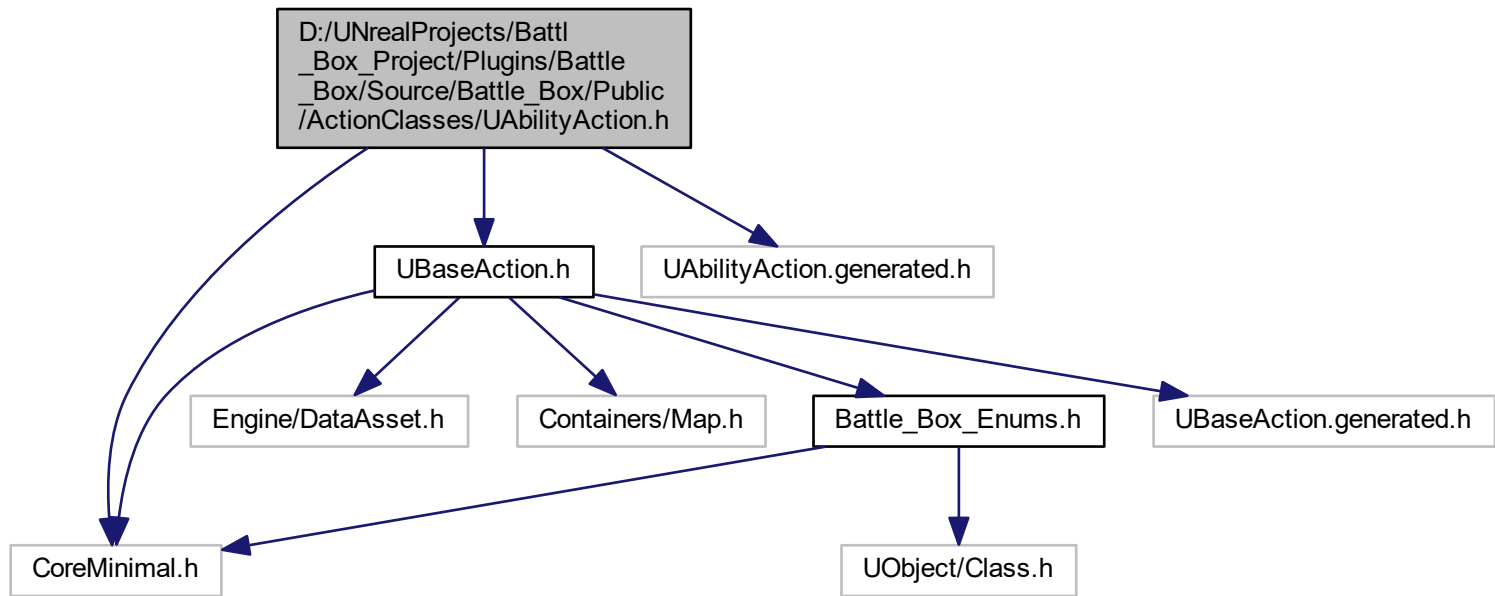 D:/UNrealProjects/Battl
_Box_Project/Plugins/Battle
_Box/Source/Battle_Box/Public
/ActionClasses/UAbilityAction.h
UBaseAction.h
UAbilityAction.generated.h
Engine/DataAsset.h
Containers/Map.h
Battle_Box_Enums.h
UBaseAction.generated.h
CoreMinimal.h
UObject/Class.h